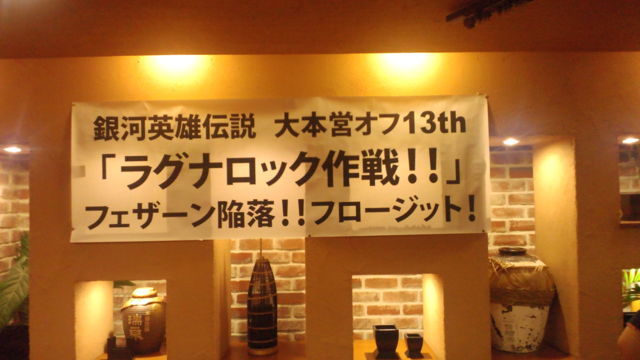 銀河英雄伝説 大本営オフ13th
「ラグナロック作戦!!」
フェザーン陥落!!フロージット!